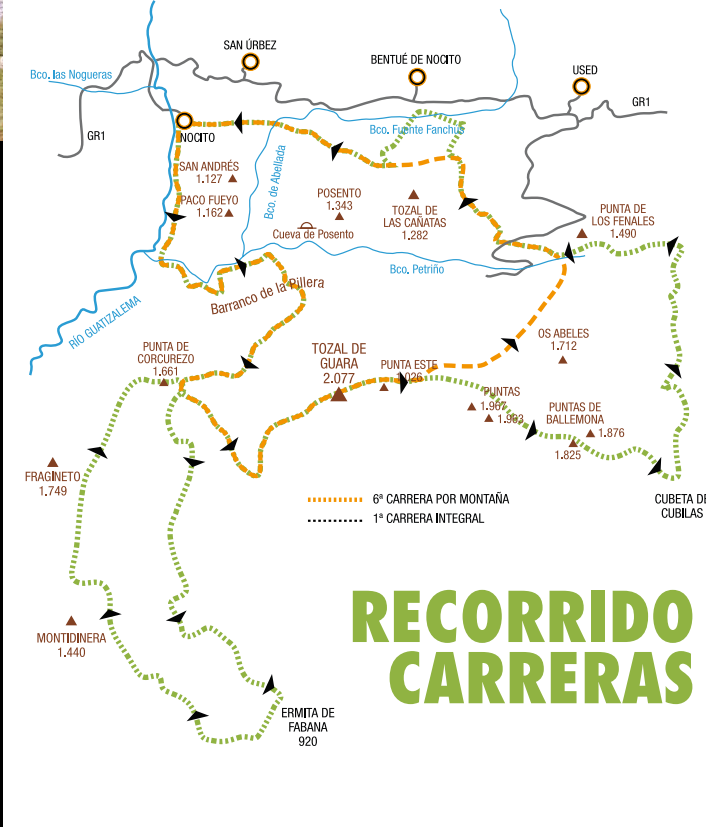 SAN ÚRBEZ
BENTUÉ DE NOCITO
USED
Bco. las Nogueras
GR1
GR1
Bco. Fuente Fanchus
NOCITO
SAN ANDRÉS
1.127
PACO FUEYO
1.162
Bco. de Abellada
POSENTO
1.343
Cueva de Posento
TOZAL DE
LAS CAÑATAS
1.282
PUNTA DE
LOS FENALES
1.490
Bco. Petriño
Barranco de la Pillera
RÍO GUATIZALEMA
PUNTA DE
CORCUREZO
1.661
TOZAL DE
GUARA
2.077
PUNTA ESTE
2.026
OS ABELES
1.712
PUNTAS
1.967
1.963
PUNTAS DE
BALLEMONA
1.876
1.825
FRAGINETO
1.749
6ª CARRERA POR MONTAÑA
1ª CARRERA INTEGRAL
CUBETA DE
CUBILAS
RECORRIDO
CARRERAS
MONTIDINERA
1.440
ERMITA DE
FABANA
920